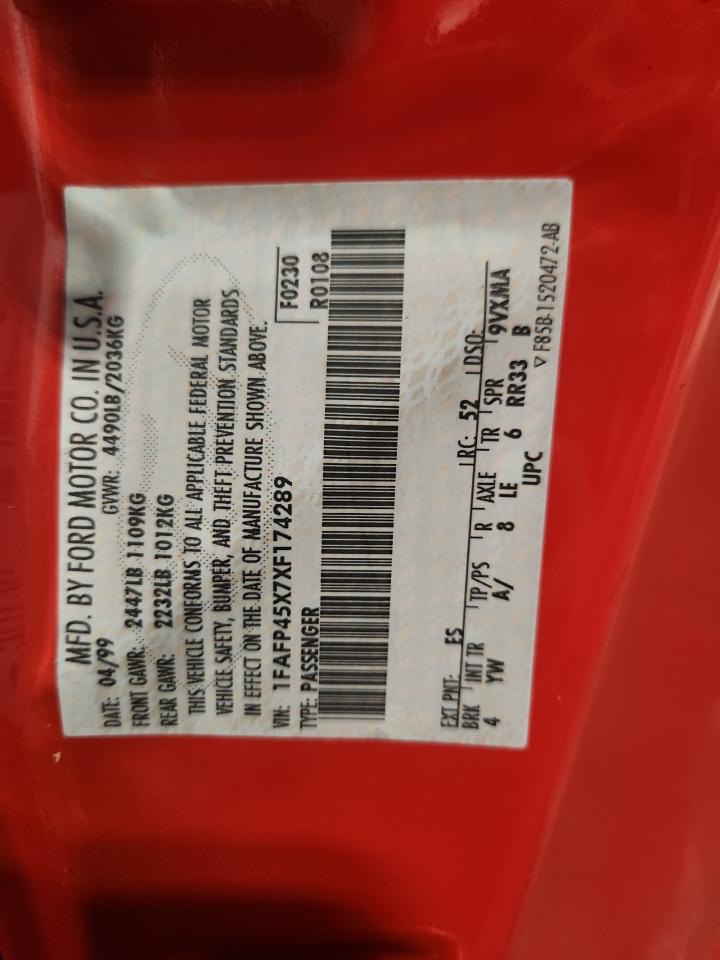 MFD. BY FORD MOTOR CO. IN U.S.A.
DATE: 04/99 GVWR: 4490LB/2036KG
FRONT GAWR: 2447LB 1109KG
REAR GAWR: 2232LB 1012KG
THIS VEHICLE CONFORMS TO ALL APPLICABLE FEDERAL MOTOR
VEHICLE SAFETY, BUMPER, AND THEFT PREVENTION STANDARDS
IN EFFECT ON THE DATE OF MANUFACTURE SHOWN ABOVE.
VIN: 1FAFP45X7XF174289 F0230
TYPE: PASSENGER R0108
EXT PNT: ES RC: 52 DSO:
BRK INT TR TP/PS R AXLE TR SPR 9VXMA
4 YW A/ 8 LE 6 RR33 B
UPC ▽ F85B-1520472-AB